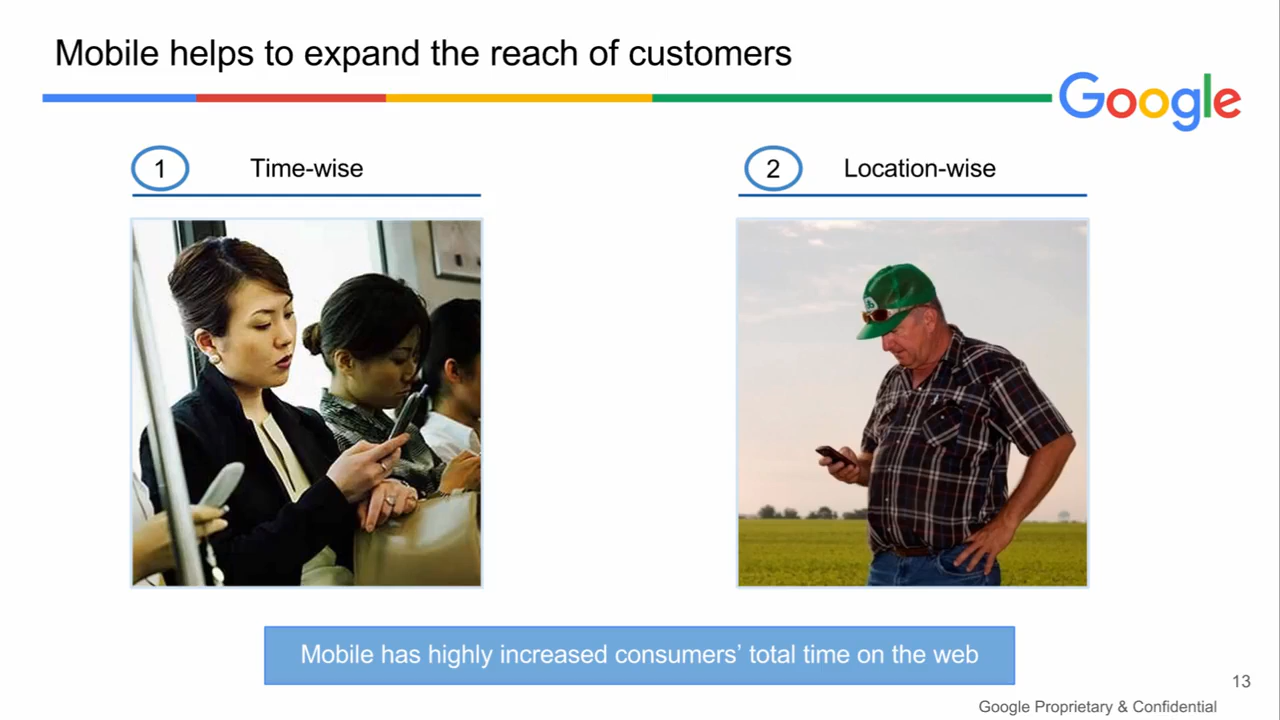 Mobile helps to expand the reach of customers
Google
1 Time-wise
2 Location-wise
Mobile has highly increased consumers’ total time on the web
13
Google Proprietary & Confidential